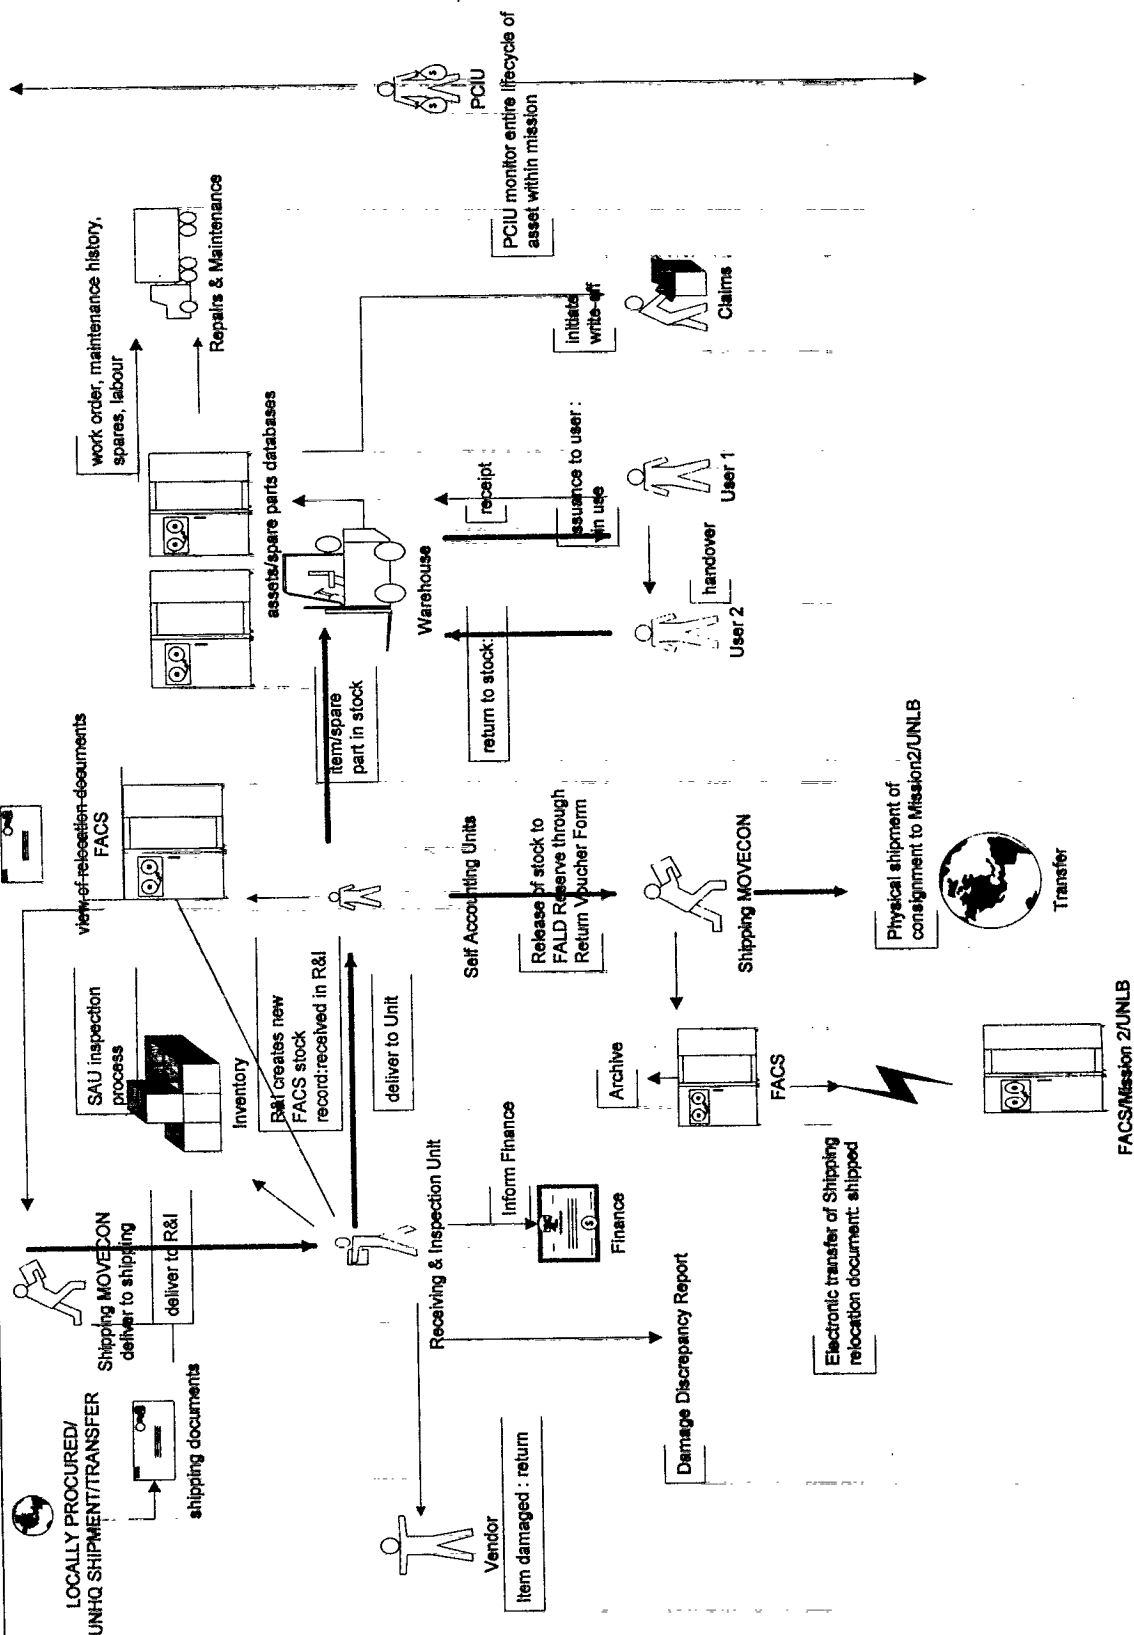 LOCALLY PROCURED/
UNHQ SHIPMENT/TRANSFER
shipping documents
Shipping MOVECON
deliver to shipping
deliver to R&I
SAU inspection
process
Inventory
view of relocation documents
FACS
R&I creates new
FACS stock
record:received in R&I
work order, maintenance history,
spares, labour
Repairs & Maintenance
assets/spare parts databases
item/spare
part in stock
Warehouse
Vendor
Item damaged : return
Receiving & Inspection Unit
deliver to Unit
Inform Finance
Finance
Damage Discrepancy Report
Self Accounting Units
Release of stock to
FALD Reserve through
Return Voucher Form
return to stock:
receipt
issuance to user :
in use
User 1
handover
User 2
initiate
write-off
Claims
PCIU
PCIU monitor entire lifecycle of
asset within mission
Shipping MOVECON
Archive
FACS
Electronic transfer of Shipping
relocation document: shipped
FACS/Mission 2/UNLB
Physical shipment of
consignment to Mission2/UNLB
Transfer